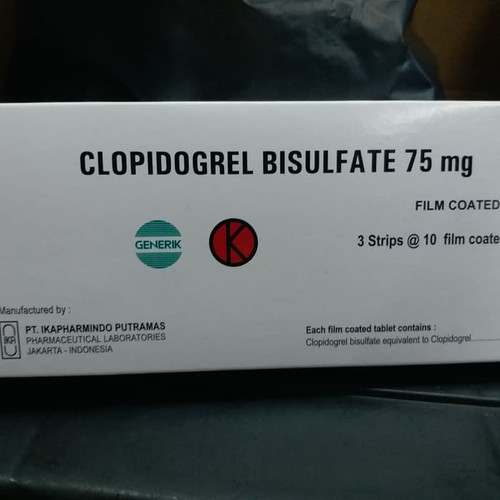 CLOPIDOGREL BISULFATE 75 mg
FILM COATED
GENERIK
K
3 Strips @ 10 film coate
Manufactured by :
IKA
PT. IKAPHARMINDO PUTRAMAS
PHARMACEUTICAL LABORATORIES
JAKARTA - INDONESIA
Each film coated tablet contains :
Clopidogrel bisulfate equivalent to Clopidogrel...............